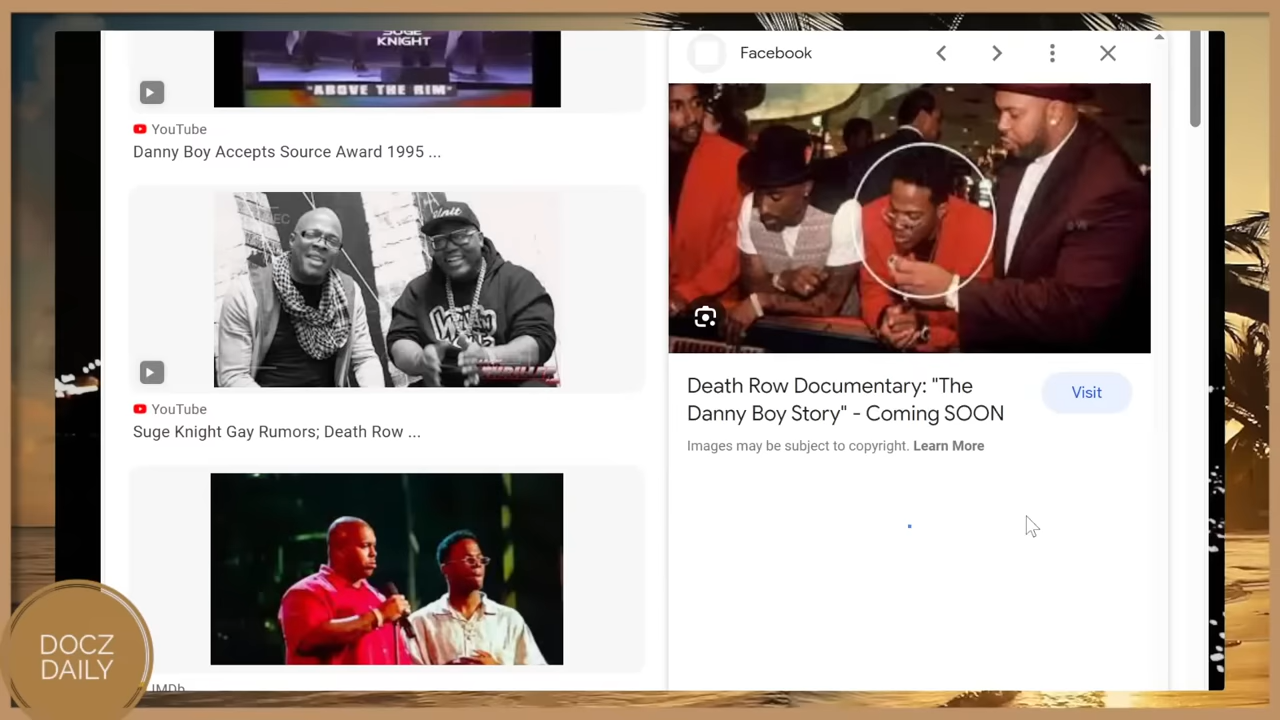 SUGE
KNIGHT
"ABOVE THE RIM"
YouTube
Danny Boy Accepts Source Award 1995 ...
YouTube
Suge Knight Gay Rumors; Death Row ...
IMDb
Facebook
Death Row Documentary: "The
Danny Boy Story" - Coming SOON
Visit
Images may be subject to copyright. Learn More
DOCZ
DAILY